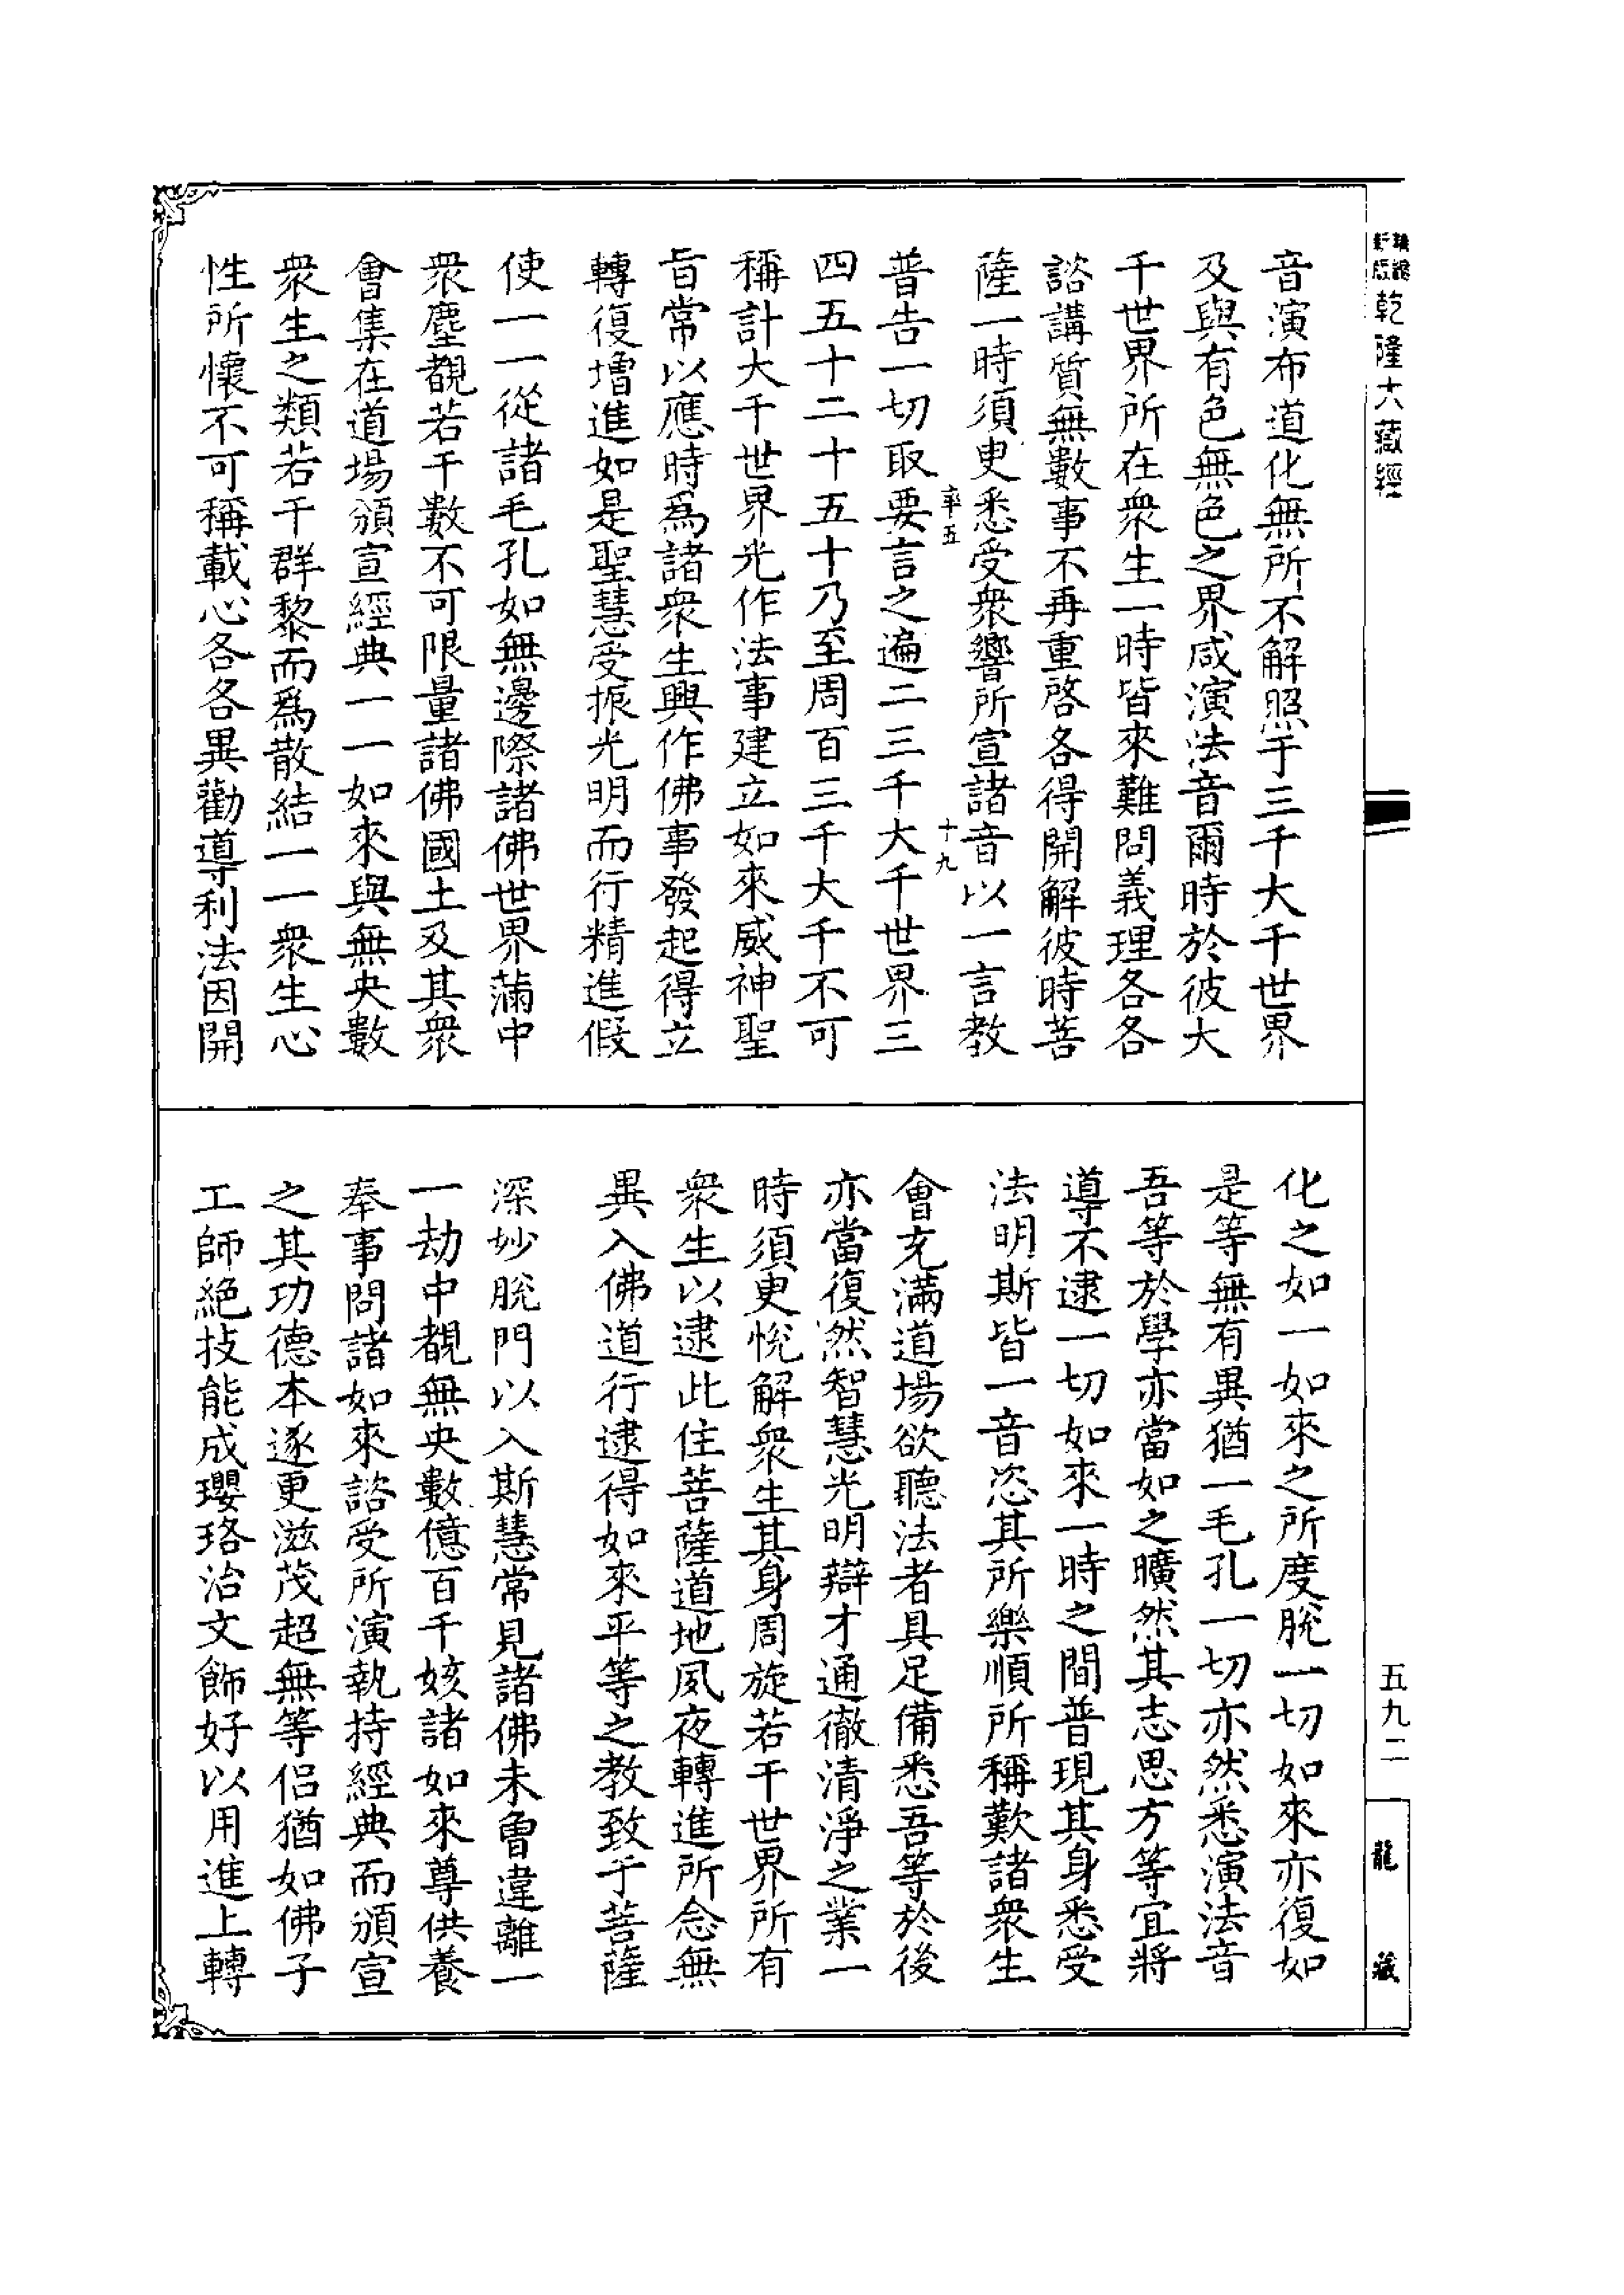 乾隆大藏經
音演布道化無所不解照于三千大千世界
及與有色無色之界咸演法音爾時於彼大
千世界所在衆生一時皆來難問義理各各
諮講質無數事不再重啓各得開解彼時菩
薩一時須臾悉受衆響所宣諸音以一言教
率五
十九
普告一切取要言之遍二三千大千世界三
四五十二十五十乃至周百三千大千不可
稱計大千世界光作法事建立如來威神聖
旨常以應時爲諸衆生興作佛事發起得立
轉復增進如是聖慧受振光明而行精進假
使一一從諸毛孔如無邊際諸佛世界滿中
衆塵覩若干數不可限量諸佛國土及其衆
會集在道場頒宣經典一一如來與無央數
衆生之類若干群黎而爲散結一一衆生心
性所懷不可稱載心各各異勸導利法因開
化之如一如來之所度脫一切如來亦復如
是等無有異猶一毛孔一切亦然悉演法音
吾等於學亦當如之曠然其志思方等宜將
導不逮一切如來一時之間普現其身悉受
法明斯皆一音恣其所樂順所稱歎諸衆生
會充滿道場欲聽法者具足備悉吾等於後
亦當復然智慧光明辯才通徹清淨之業一
時須臾悅解衆生其身周旋若干世界所有
衆生以逮此住菩薩道地夙夜轉進所念無
異入佛道行逮得如來平等之教致于菩薩
深妙脫門以入斯慧常見諸佛未曾違離一
一劫中覩無央數億百千姟諸如來尊供養
奉事問諸如來諮受所演執持經典而頒宣
之其功德本逐更滋茂超無等侶猶如佛子
工師絕技能成瓔珞治文飾好以用進上轉
五九二
龍藏